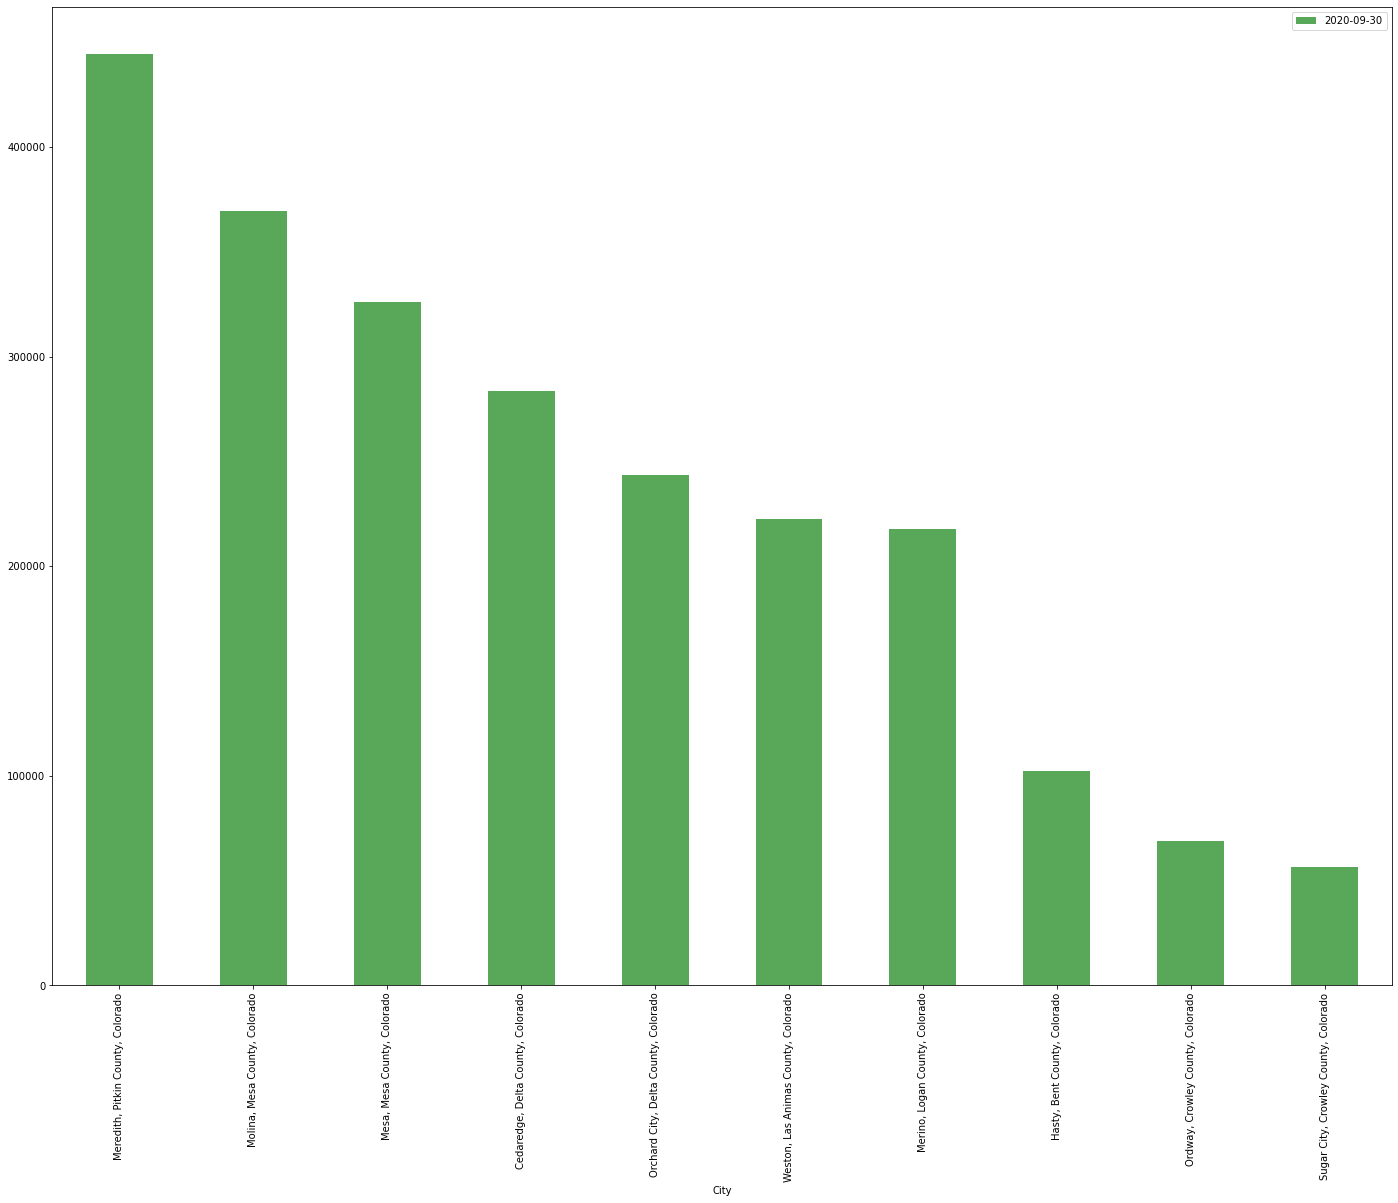 2020-09-30
400000
300000
200000
100000
0
Meredith, Pitkin County, Colorado
Molina, Mesa County, Colorado
Mesa, Mesa County, Colorado
Cedaredge, Delta County, Colorado
Orchard City, Delta County, Colorado
Weston, Las Animas County, Colorado
Merino, Logan County, Colorado
Hasty, Bent County, Colorado
Ordway, Crowley County, Colorado
Sugar City, Crowley County, Colorado
City